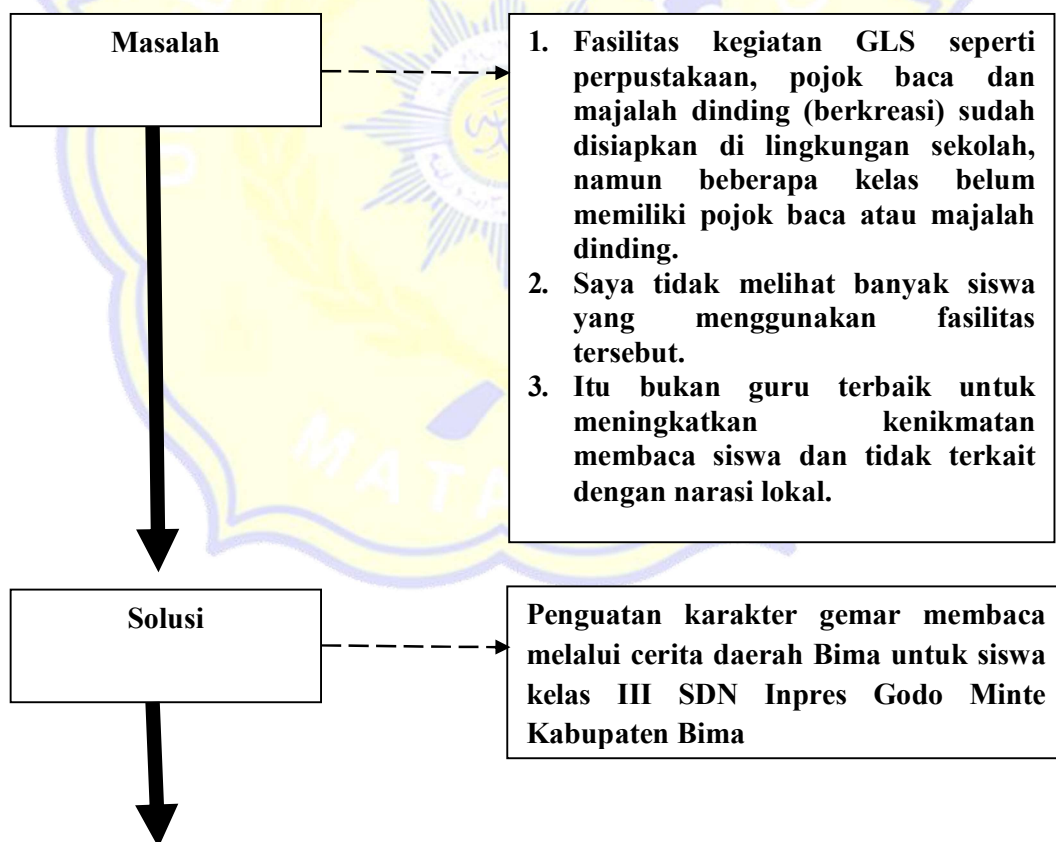 Masalah
1. Fasilitas kegiatan GLS seperti
perpustakaan, pojok baca dan
majalah dinding (berkreasi) sudah
disiapkan di lingkungan sekolah,
namun beberapa kelas belum
memiliki pojok baca atau majalah
dinding.
2. Saya tidak melihat banyak siswa
yang menggunakan fasilitas
tersebut.
3. Itu bukan guru terbaik untuk
meningkatkan kenikmatan
membaca siswa dan tidak terkait
dengan narasi lokal.
Solusi
Penguatan karakter gemar membaca
melalui cerita daerah Bima untuk siswa
kelas III SDN Inpres Godo Minte
Kabupaten Bima